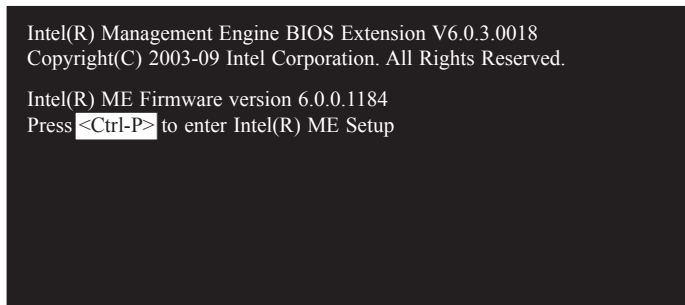 Intel(R) Management Engine BIOS Extension V6.0.3.0018
Copyright(C) 2003-09 Intel Corporation. All Rights Reserved.
Intel(R) ME Firmware version 6.0.0.1184
Press <Ctrl-P> to enter Intel(R) ME Setup